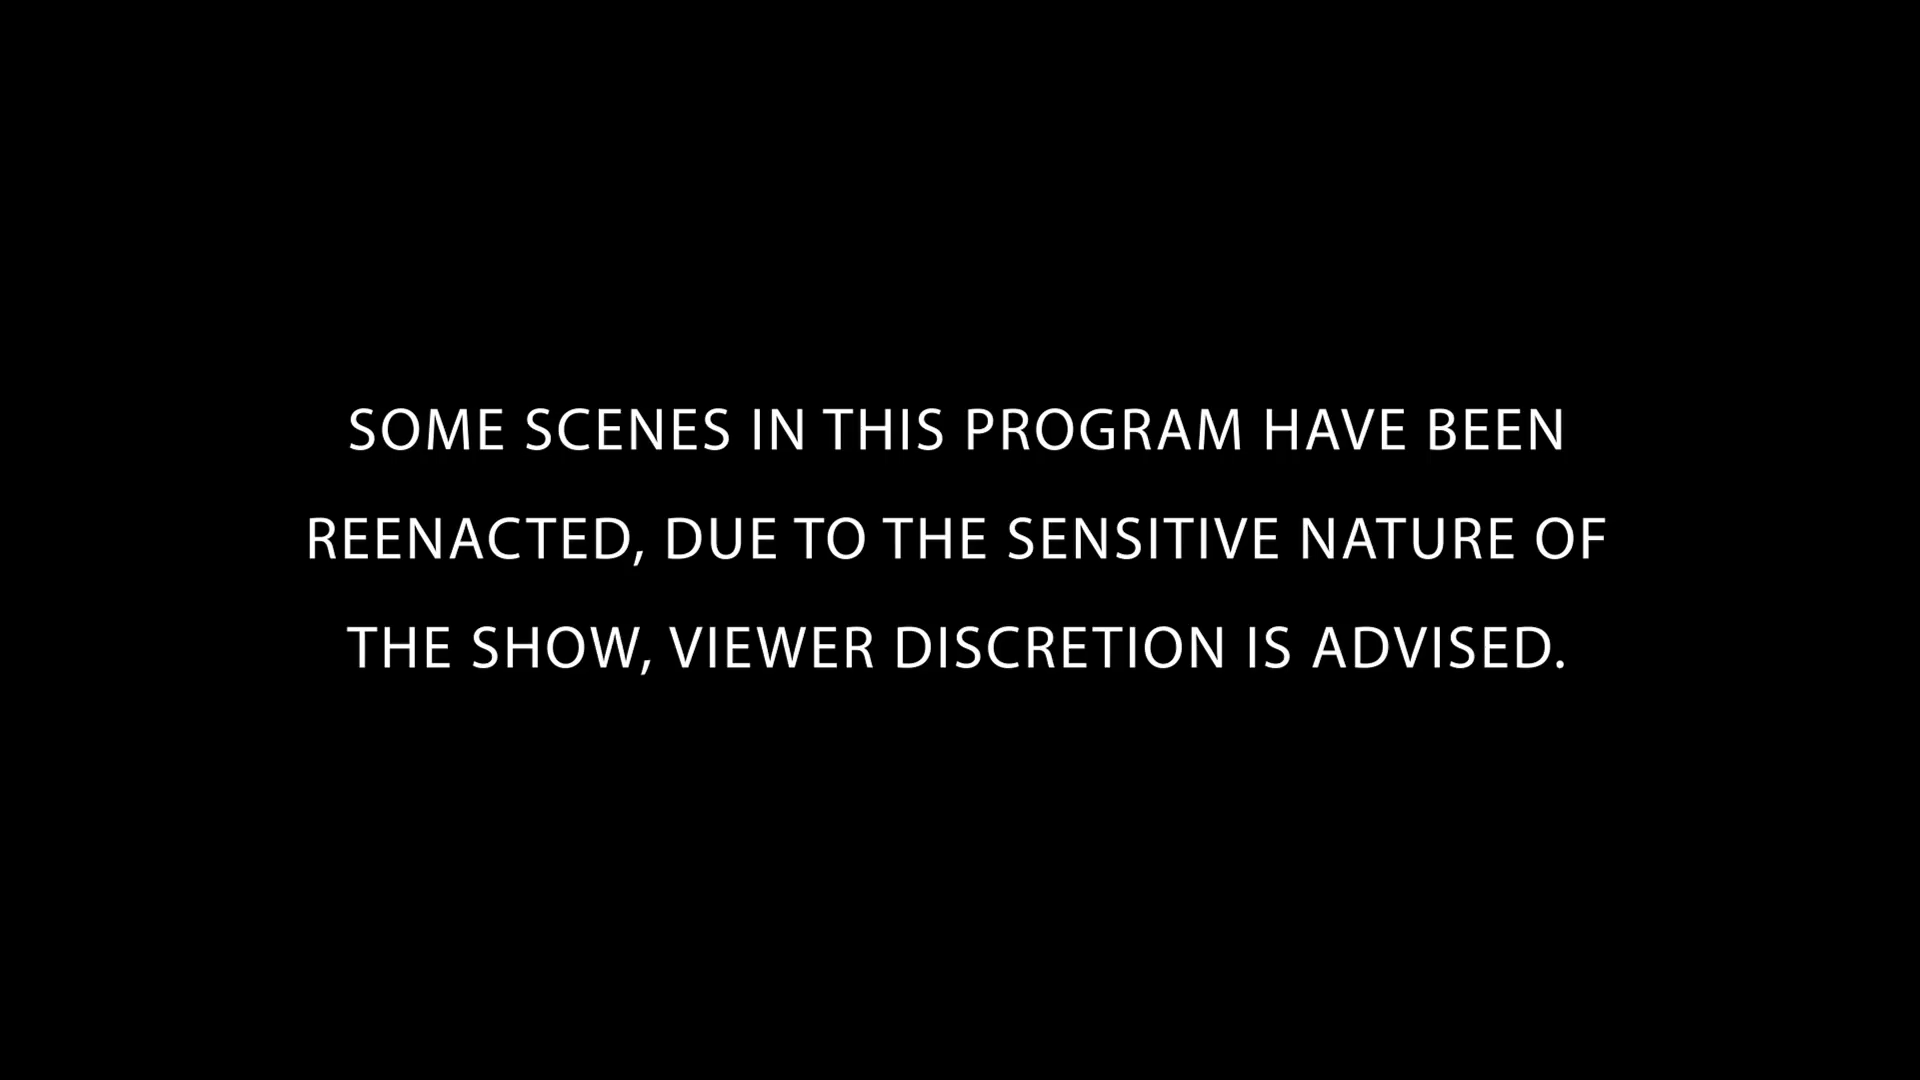 SOME SCENES IN THIS PROGRAM HAVE BEEN
REENACTED, DUE TO THE SENSITIVE NATURE OF
THE SHOW, VIEWER DISCRETION IS ADVISED.